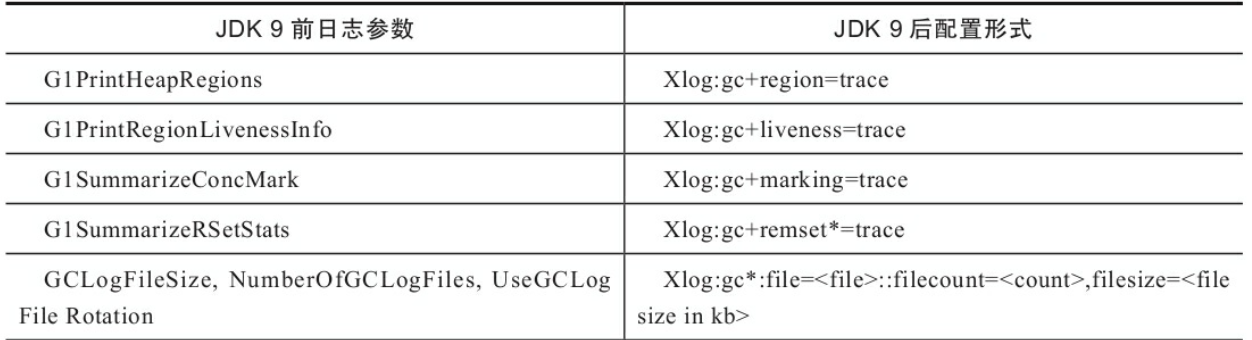 JDK 9 前日志参数
JDK 9 后配置形式
G1PrintHeapRegions
Xlog:gc+region=trace
G1PrintRegionLivenessInfo
Xlog:gc+liveness=trace
G1SummarizeConcMark
Xlog:gc+marking=trace
G1SummarizeRSetStats
Xlog:gc+remset*=trace
GCLogFileSize, NumberOfGCLogFiles, UseGCLog
File Rotation
Xlog:gc*:file=<file>::filecount=<count>,filesize=<file
size in kb>